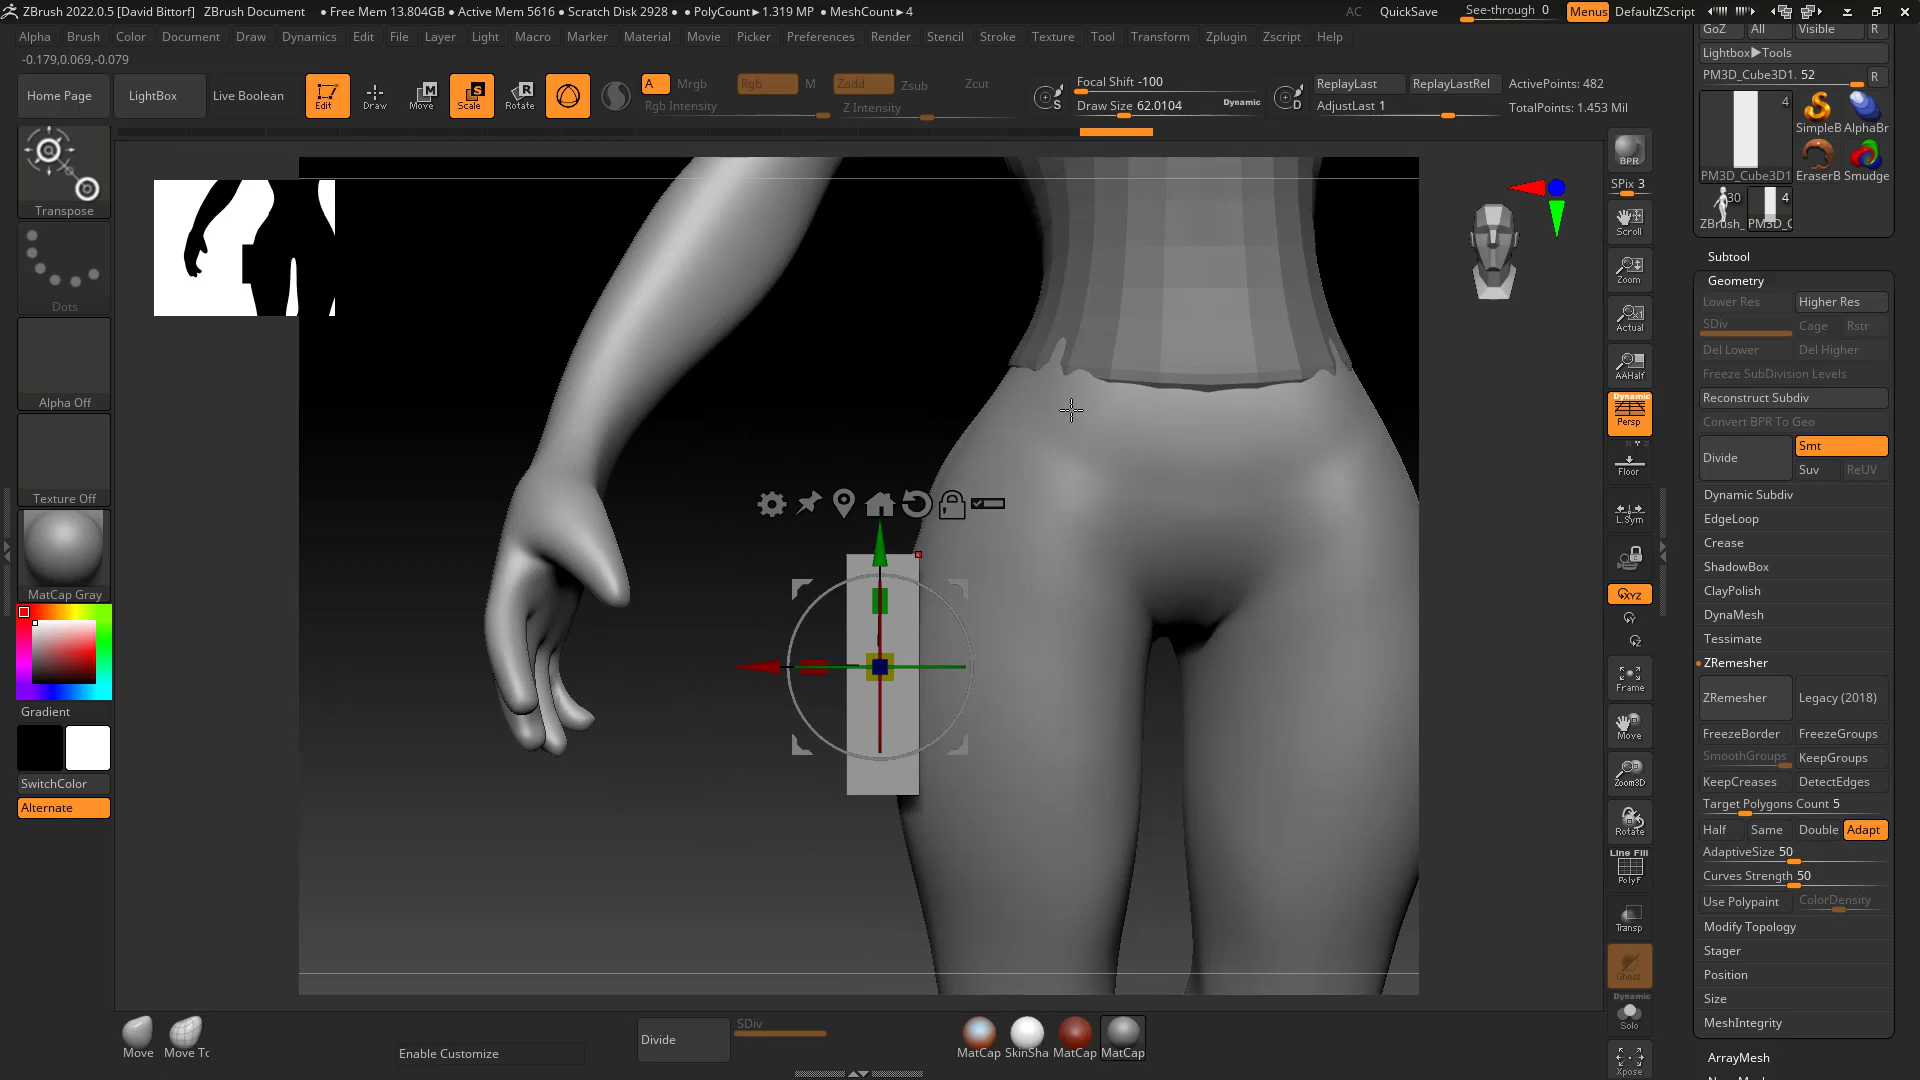 ZBrush 2022.0.5 [David Bittorf] ZBrush Document ● Free Mem 13.804GB ● Active Mem 5616 ● Scratch Disk 2928 ● ● PolyCount► 1.319 MP ● MeshCount► 4
AC QuickSave See-through 0 Menus DefaultZScript
Alpha Brush Color Document Draw Dynamics Edit File Layer Light Macro Marker Material Movie Picker Preferences Render Stencil Stroke Texture Tool Transform Zplugin Zscript Help
-0.179,0.069,-0.079
Home Page LightBox Live Boolean
Edit Draw Move Scale Rotate
A Mrgb Rgb M Zadd Zsub Zcut
Rgb Intensity Z Intensity
Focal Shift -100
Draw Size 62.0104 Dynamic
S D
ReplayLast ReplayLastRel ActivePoints: 482
AdjustLast 1 TotalPoints: 1.453 Mil
Transpose
Dots
Alpha Off
Texture Off
MatCap Gray
Gradient
SwitchColor
Alternate
BPR
SPix 3
Scroll
Zoom
Actual
AAHalf
Dynamic
Persp
Floor
L.Sym
XYZ
Y
Z
Frame
Move
Zoom3D
Rotate
Line Fill
PolyF
Transp
Ghost
Dynamic
Solo
Xpose
GoZ All Visible R
Lightbox►Tools
PM3D_Cube3D1. 52 R
4
SimpleB AlphaBr
PM3D_Cube3D1 EraserB Smudge
30 4
ZBrush_ PM3D_C
Subtool
Geometry
Lower Res Higher Res
SDiv Cage Rstr
Del Lower Del Higher
Freeze SubDivision Levels
Reconstruct Subdiv
Convert BPR To Geo
Divide Smt
Suv ReUV
Dynamic Subdiv
EdgeLoop
Crease
ShadowBox
ClayPolish
DynaMesh
Tessimate
ZRemesher
ZRemesher Legacy (2018)
FreezeBorder FreezeGroups
SmoothGroups KeepGroups
KeepCreases DetectEdges
Target Polygons Count 5
Half Same Double Adapt
AdaptiveSize 50
Curves Strength 50
Use Polypaint ColorDensity
Modify Topology
Stager
Position
Size
MeshIntegrity
ArrayMesh
Move Move Tc
Enable Customize
Divide SDiv
MatCap SkinSha MatCap MatCap